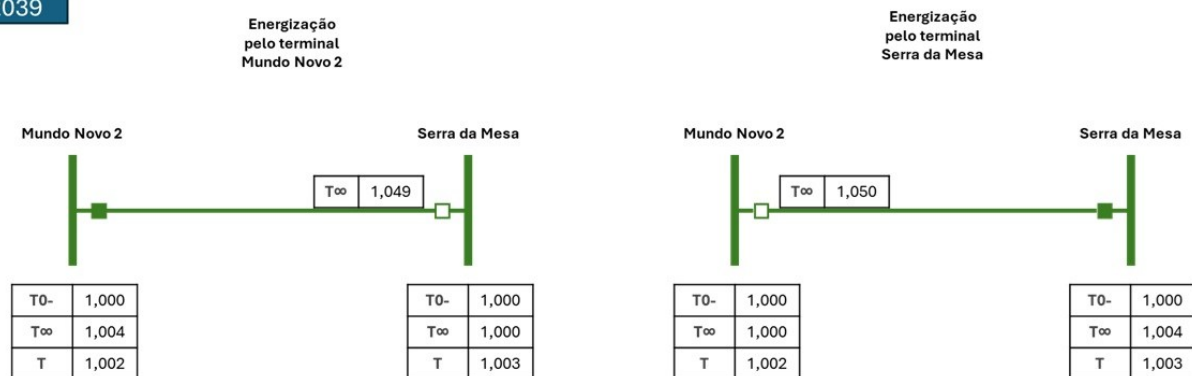 039
Energização
pelo terminal
Mundo Novo 2
Mundo Novo 2
Serra da Mesa
T∞ 1,049
T0- 1,000
T∞ 1,004
T 1,002
T0- 1,000
T∞ 1,000
T 1,003
Energização
pelo terminal
Serra da Mesa
Mundo Novo 2
Serra da Mesa
T∞ 1,050
T0- 1,000
T∞ 1,000
T 1,002
T0- 1,000
T∞ 1,004
T 1,003